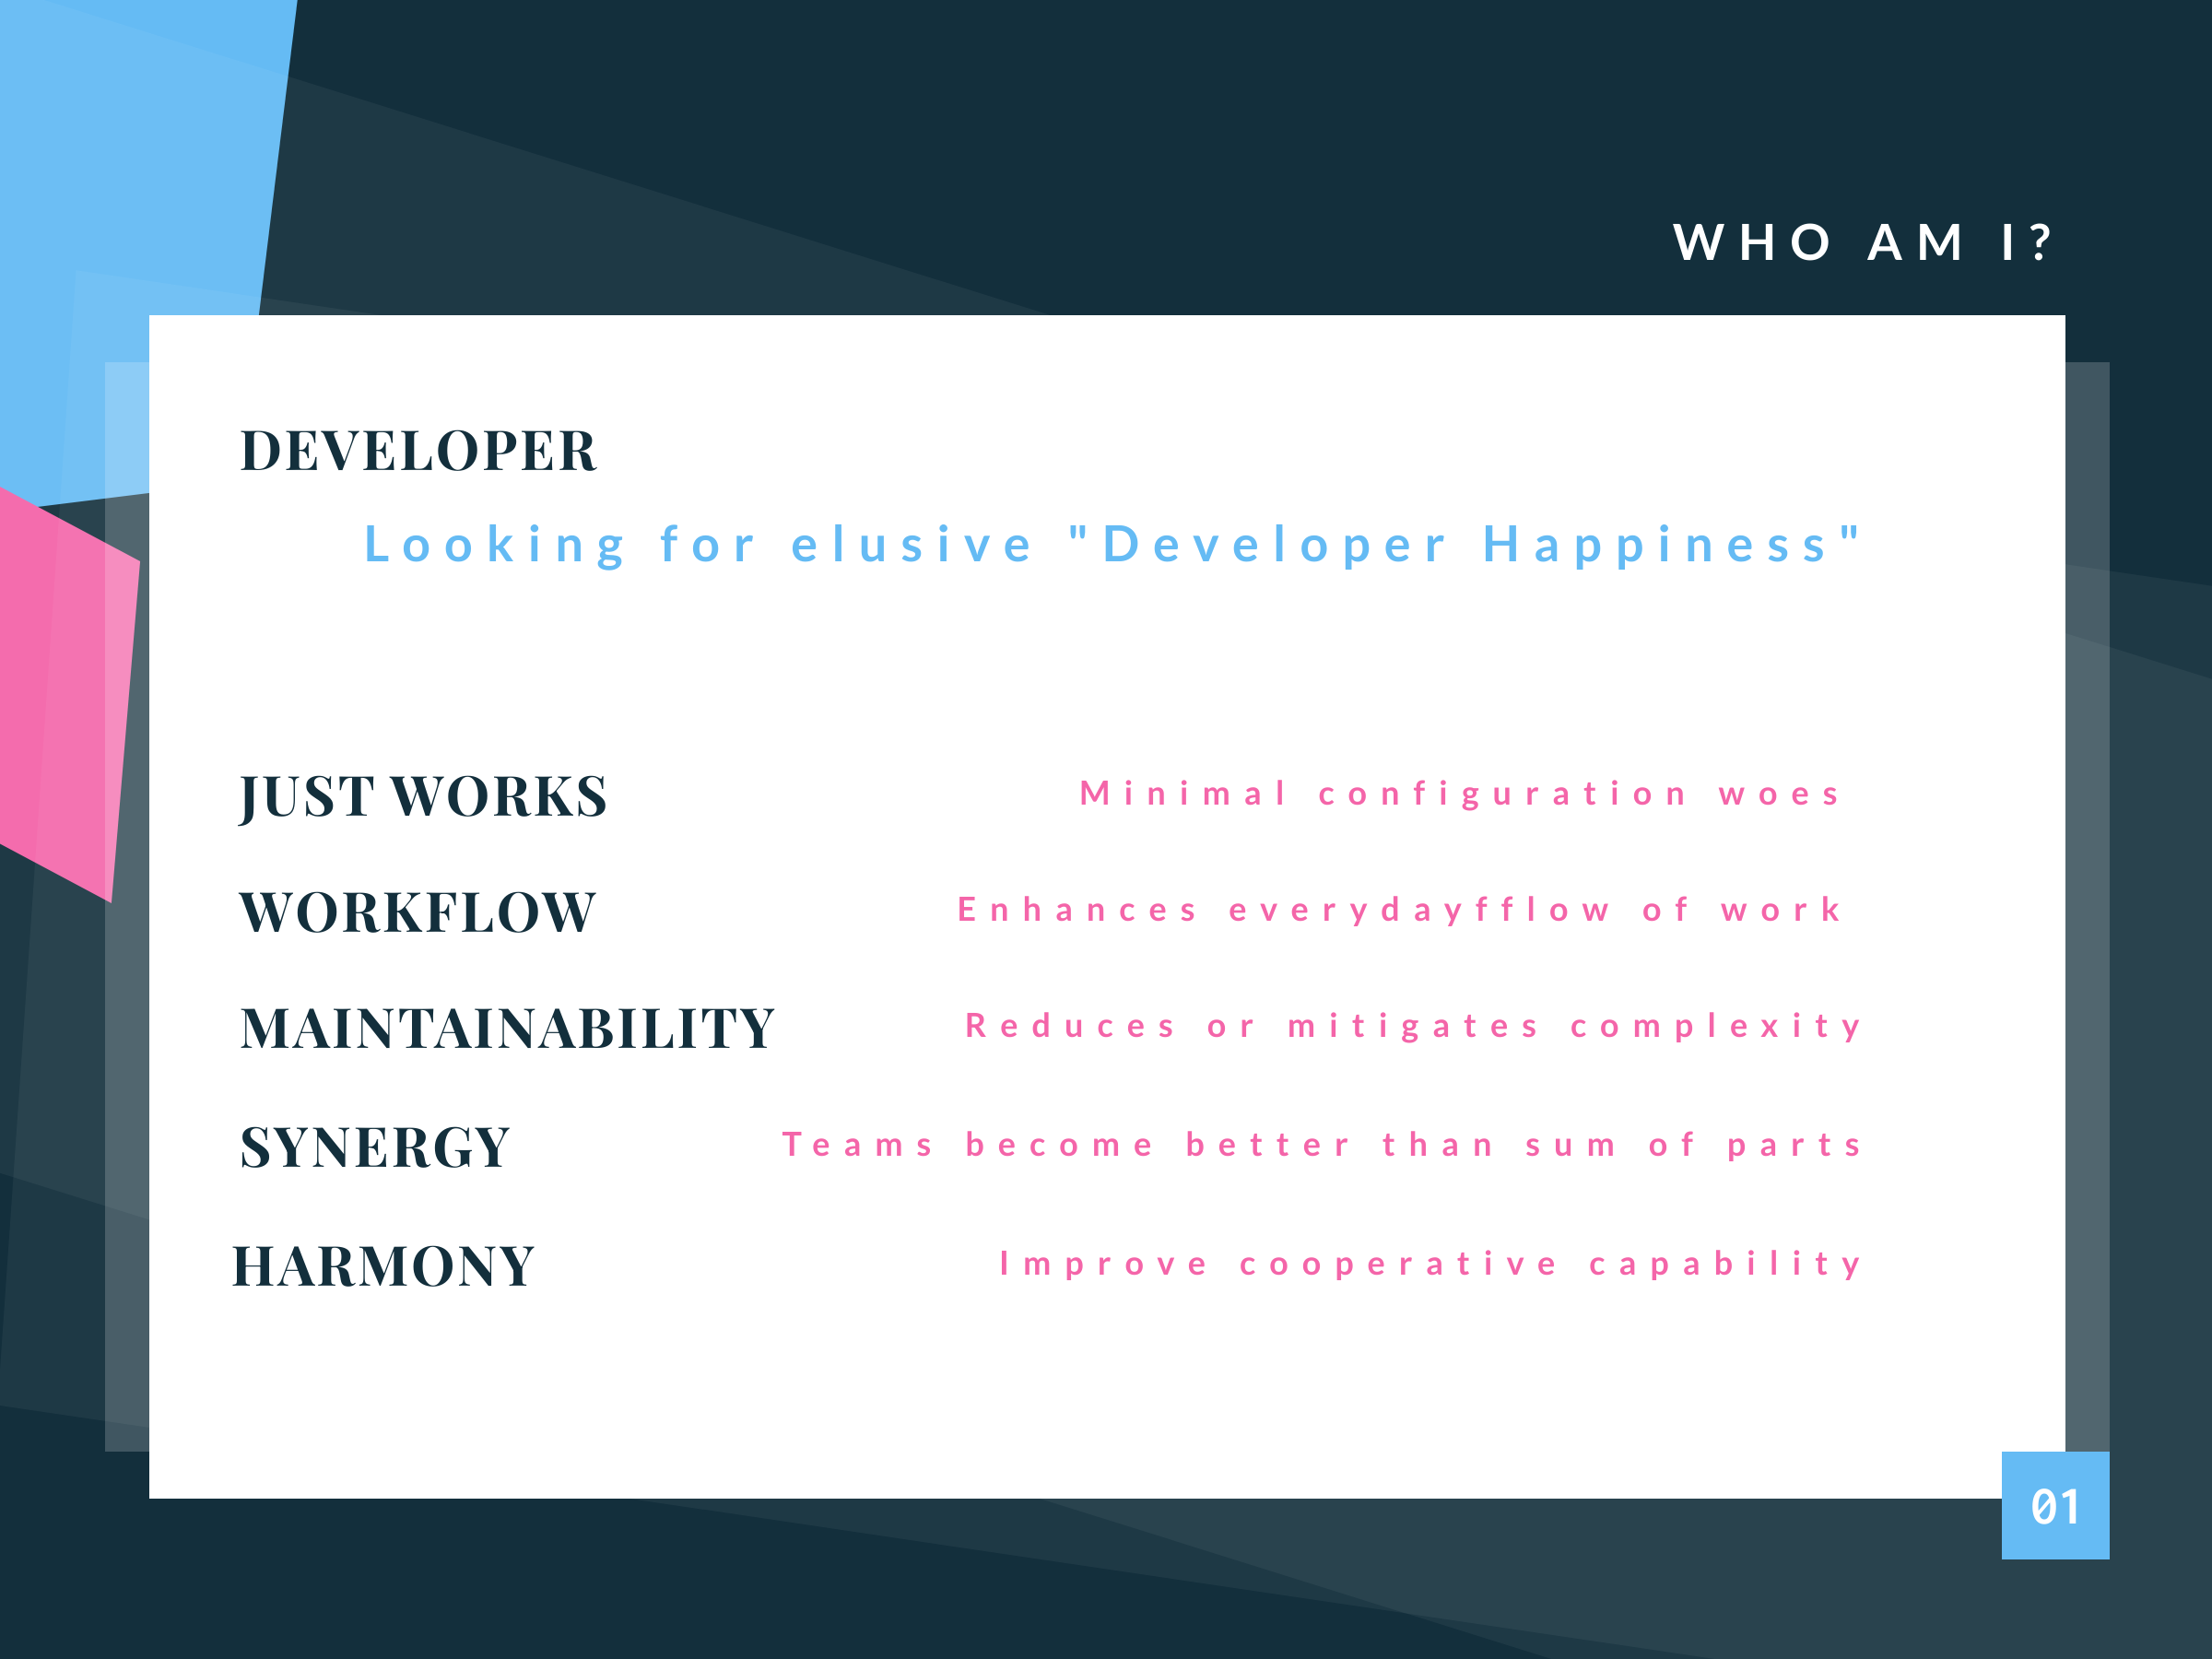 WHO AM I?
DEVELOPER
Looking for elusive "Developer Happiness"
JUST WORKS Minimal configuration woes
WORKFLOW Enhances everydayfflow of work
MAINTAINABILITY Reduces or mitigates complexity
SYNERGY Teams become better than sum of parts
HARMONY Improve cooperative capability
01